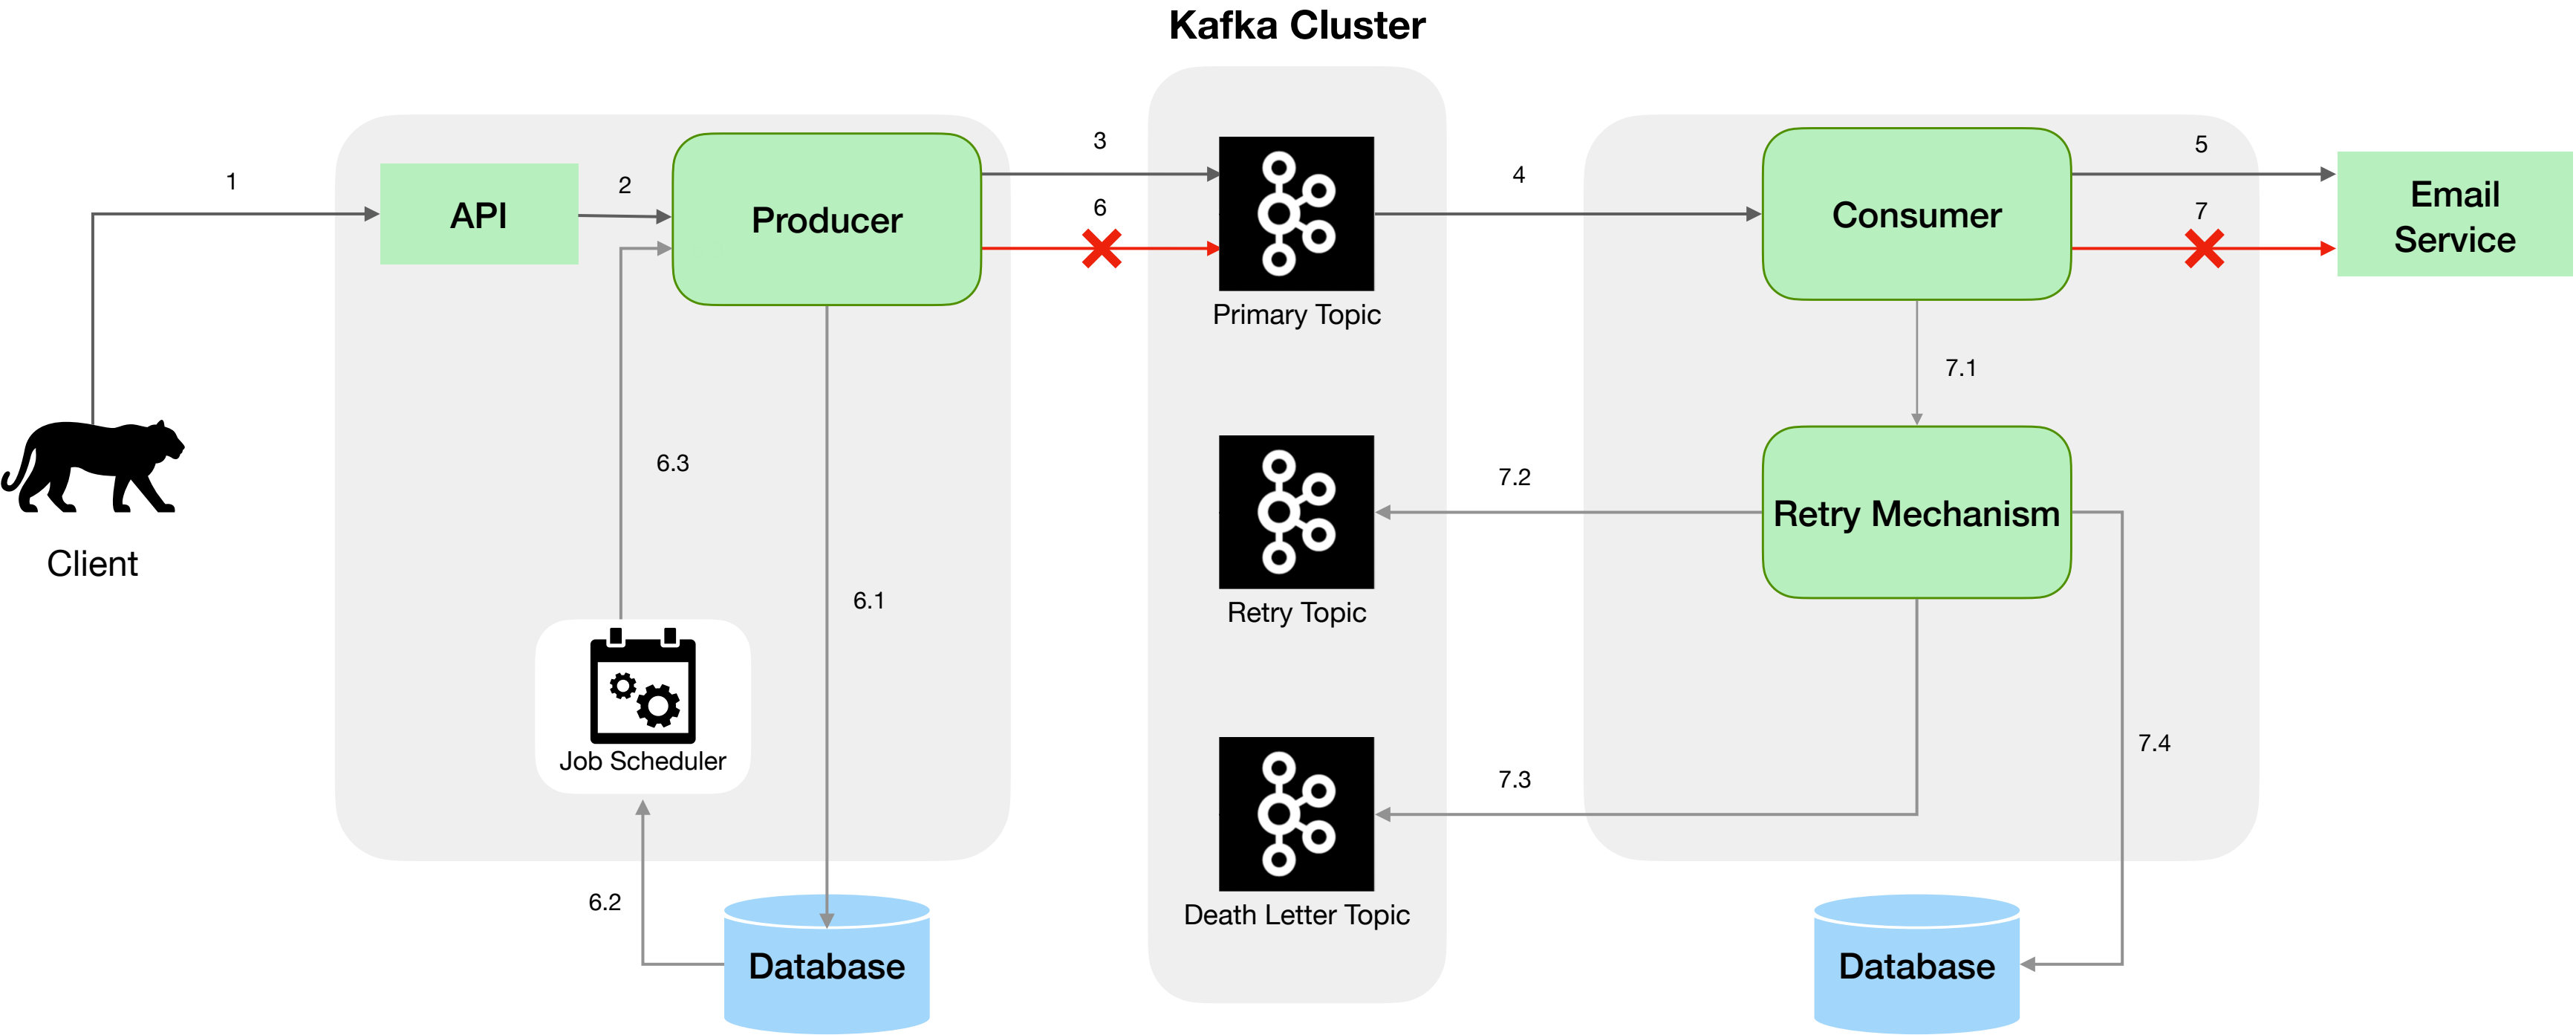 Kafka Cluster
1
API
2
Producer
3
6
Primary Topic
4
Consumer
5
7
Email
Service
7.1
Client
6.3
6.1
Retry Topic
7.2
Retry Mechanism
Job Scheduler
7.3
7.4
Death Letter Topic
6.2
Database
Database